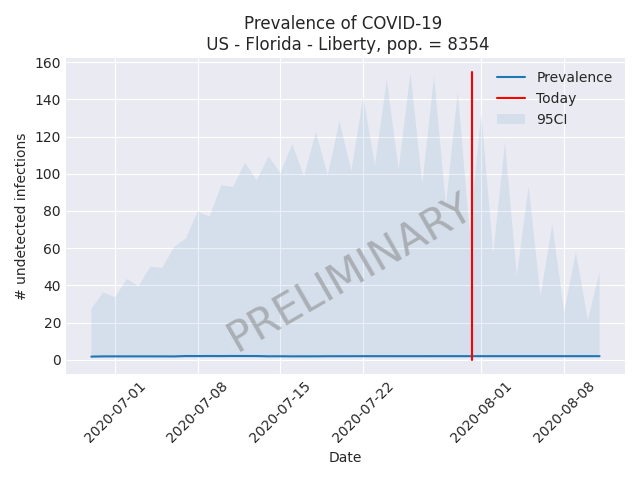 Prevalence of COVID-19
US - Florida - Liberty, pop. = 8354
# undetected infections
160
140
120
100
80
60
40
20
0
Prevalence
Today
95CI
PRELIMINARY
2020-07-01
2020-07-08
2020-07-15
2020-07-22
2020-08-01
2020-08-08
Date